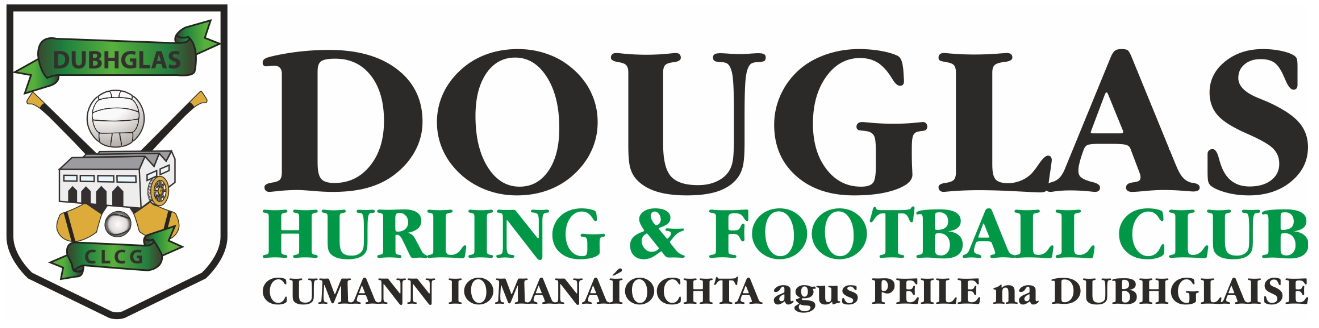 DUBHGLAS
CLCG
DOUGLAS
HURLING & FOOTBALL CLUB
CUMANN IOMANAÍOCHTA agus PEILE na DUBHGLAISE